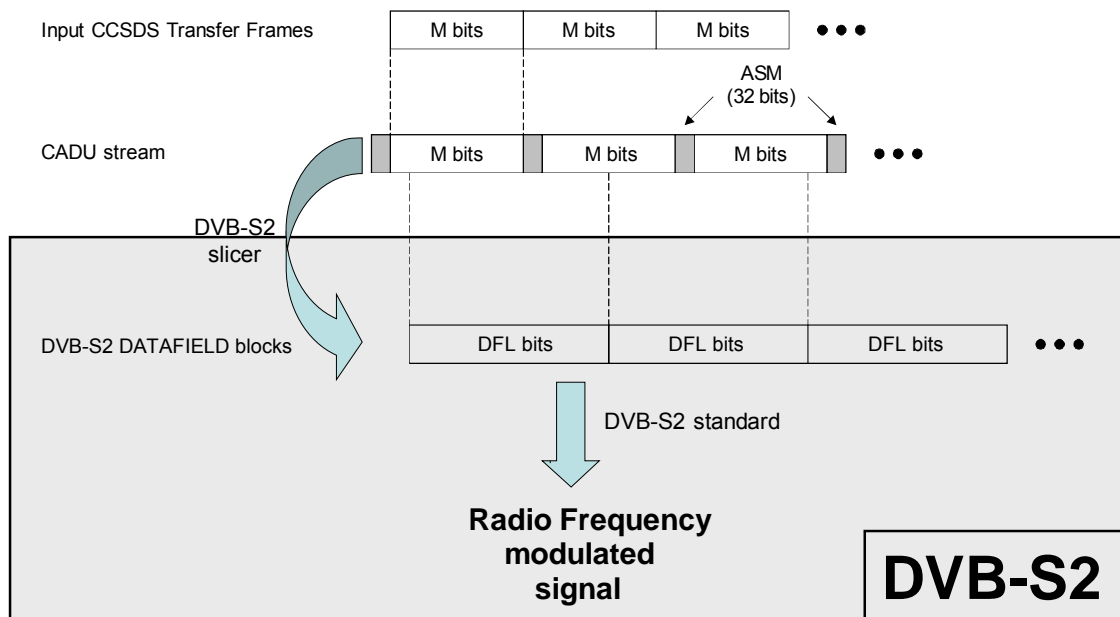 Input CCSDS Transfer Frames
M bits
M bits
M bits
ASM
(32 bits)
CADU stream
M bits
M bits
M bits
DVB-S2
slicer
DVB-S2 DATAFIELD blocks
DFL bits
DFL bits
DFL bits
DVB-S2 standard
Radio Frequency
modulated
signal
DVB-S2